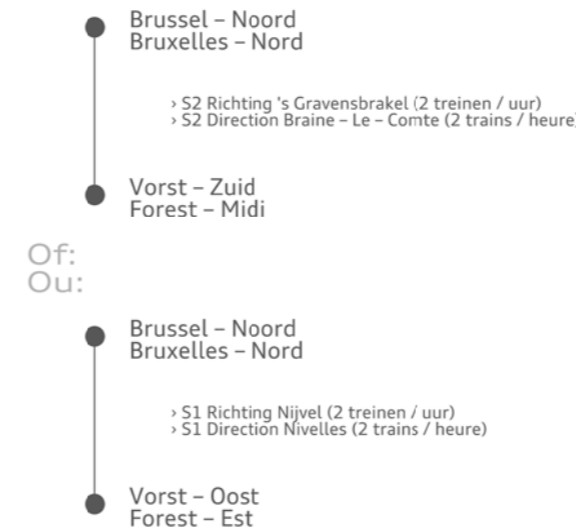 Brussel – Noord
Bruxelles – Nord
› S2 Richting 's Gravensbrakel (2 treinen / uur)
› S2 Direction Braine – Le – Comte (2 trains / heure)
Vorst – Zuid
Forest – Midi
Of:
Ou:
Brussel – Noord
Bruxelles – Nord
› S1 Richting Nijvel (2 treinen / uur)
› S1 Direction Nivelles (2 trains / heure)
Vorst – Oost
Forest – Est